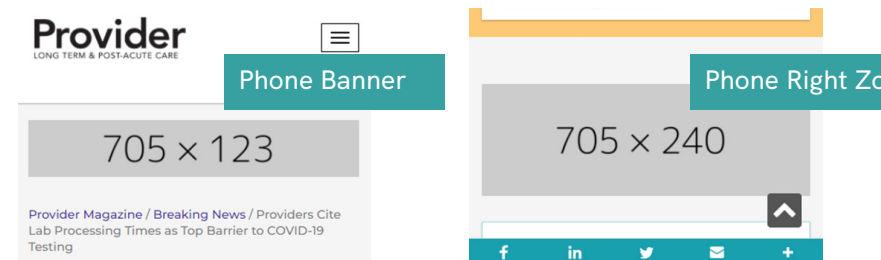 Provider
LONG TERM & POST-ACUTE CARE
Phone Banner
705 × 123
Provider Magazine / Breaking News / Providers Cite
Lab Processing Times as Top Barrier to COVID-19
Testing
Phone Right
705 × 240
f in +